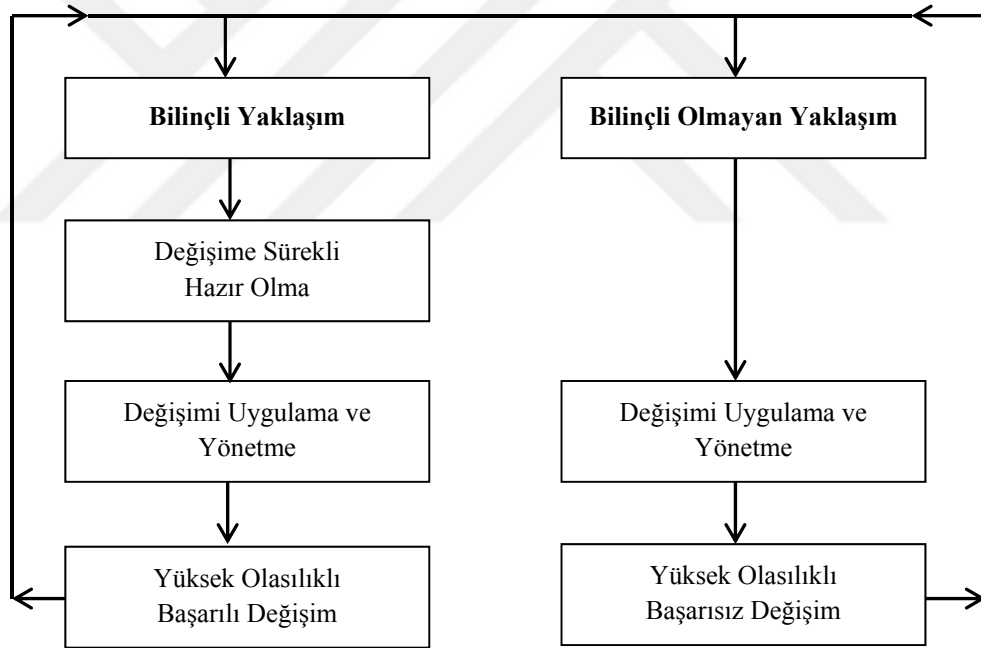 Bilinçli Yaklaşım
Bilinçli Olmayan Yaklaşım
Değişime Sürekli
Hazır Olma
Değişimi Uygulama ve
Yönetme
Değişimi Uygulama ve
Yönetme
Yüksek Olasılıklı
Başarılı Değişim
Yüksek Olasılıklı
Başarısız Değişim